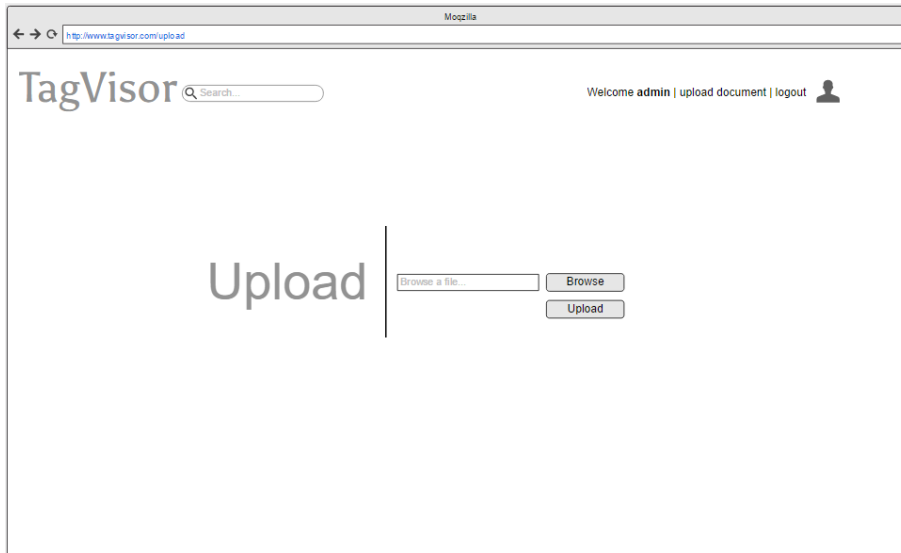 Moqzilla
http://www.tagvisor.com/upload
TagVisor Search... Welcome admin | upload document | logout
Upload Browse a file... Browse
Upload